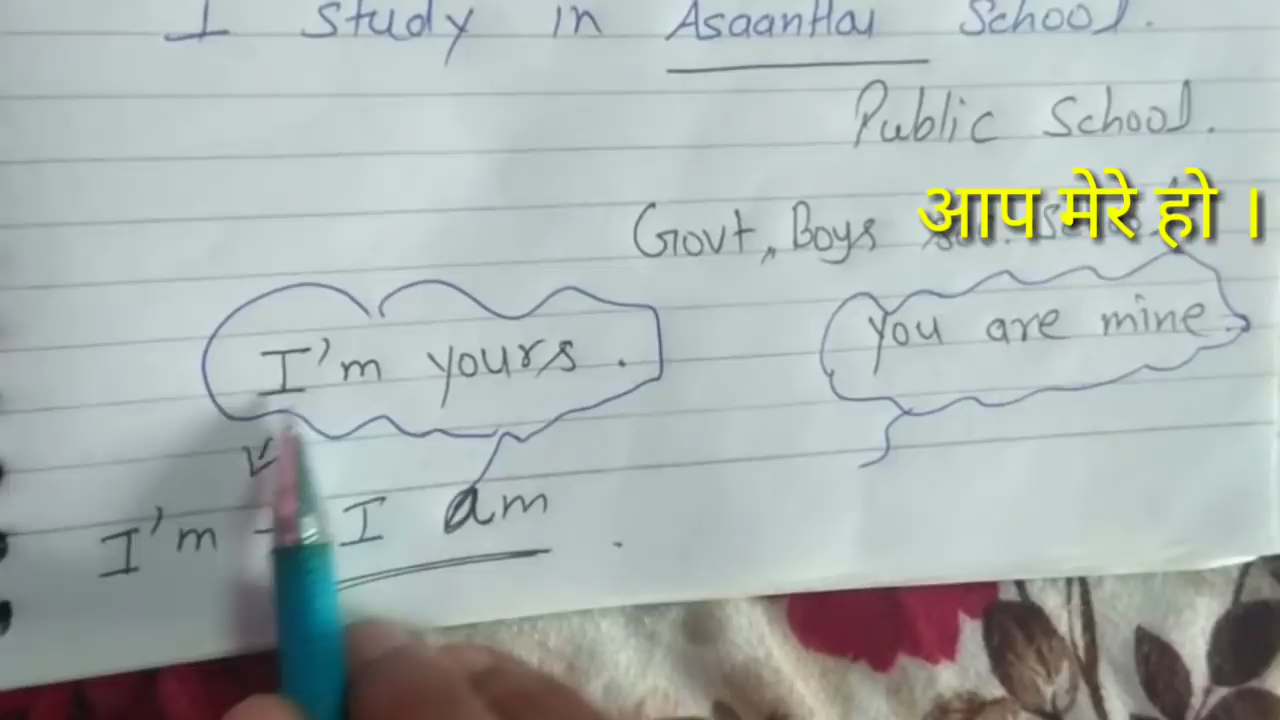 I study in AsaanHai School.
Public School.
Govt, Boys
आप मेरे हो ।
I'm yours.
You are mine.
I'm - I am